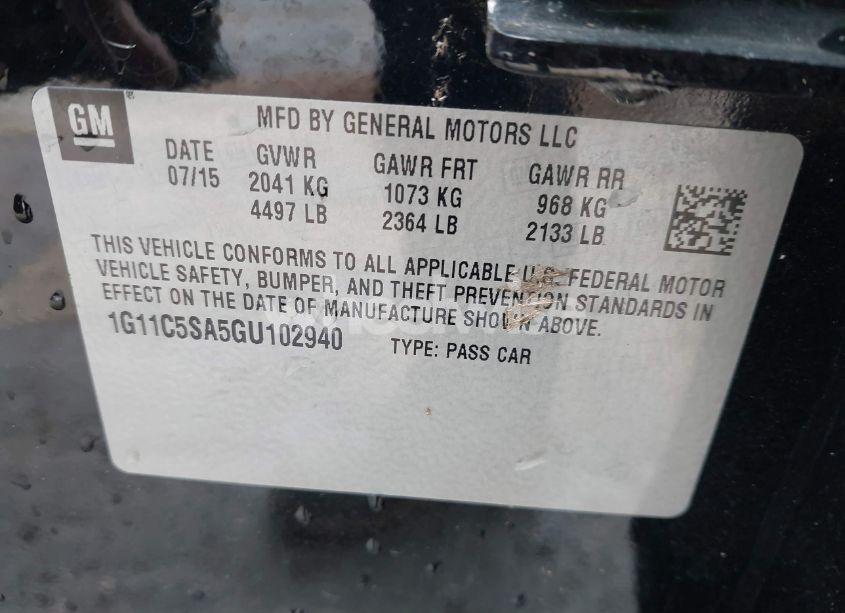 GM
MFD BY GENERAL MOTORS LLC
DATE GVWR GAWR FRT GAWR RR
07/15 2041 KG 1073 KG 968 KG
4497 LB 2364 LB 2133 LB
THIS VEHICLE CONFORMS TO ALL APPLICABLE U.S. FEDERAL MOTOR
VEHICLE SAFETY, BUMPER, AND THEFT PREVENTION STANDARDS IN
EFFECT ON THE DATE OF MANUFACTURE SHOWN ABOVE.
1G11C5SA5GU102940 TYPE: PASS CAR